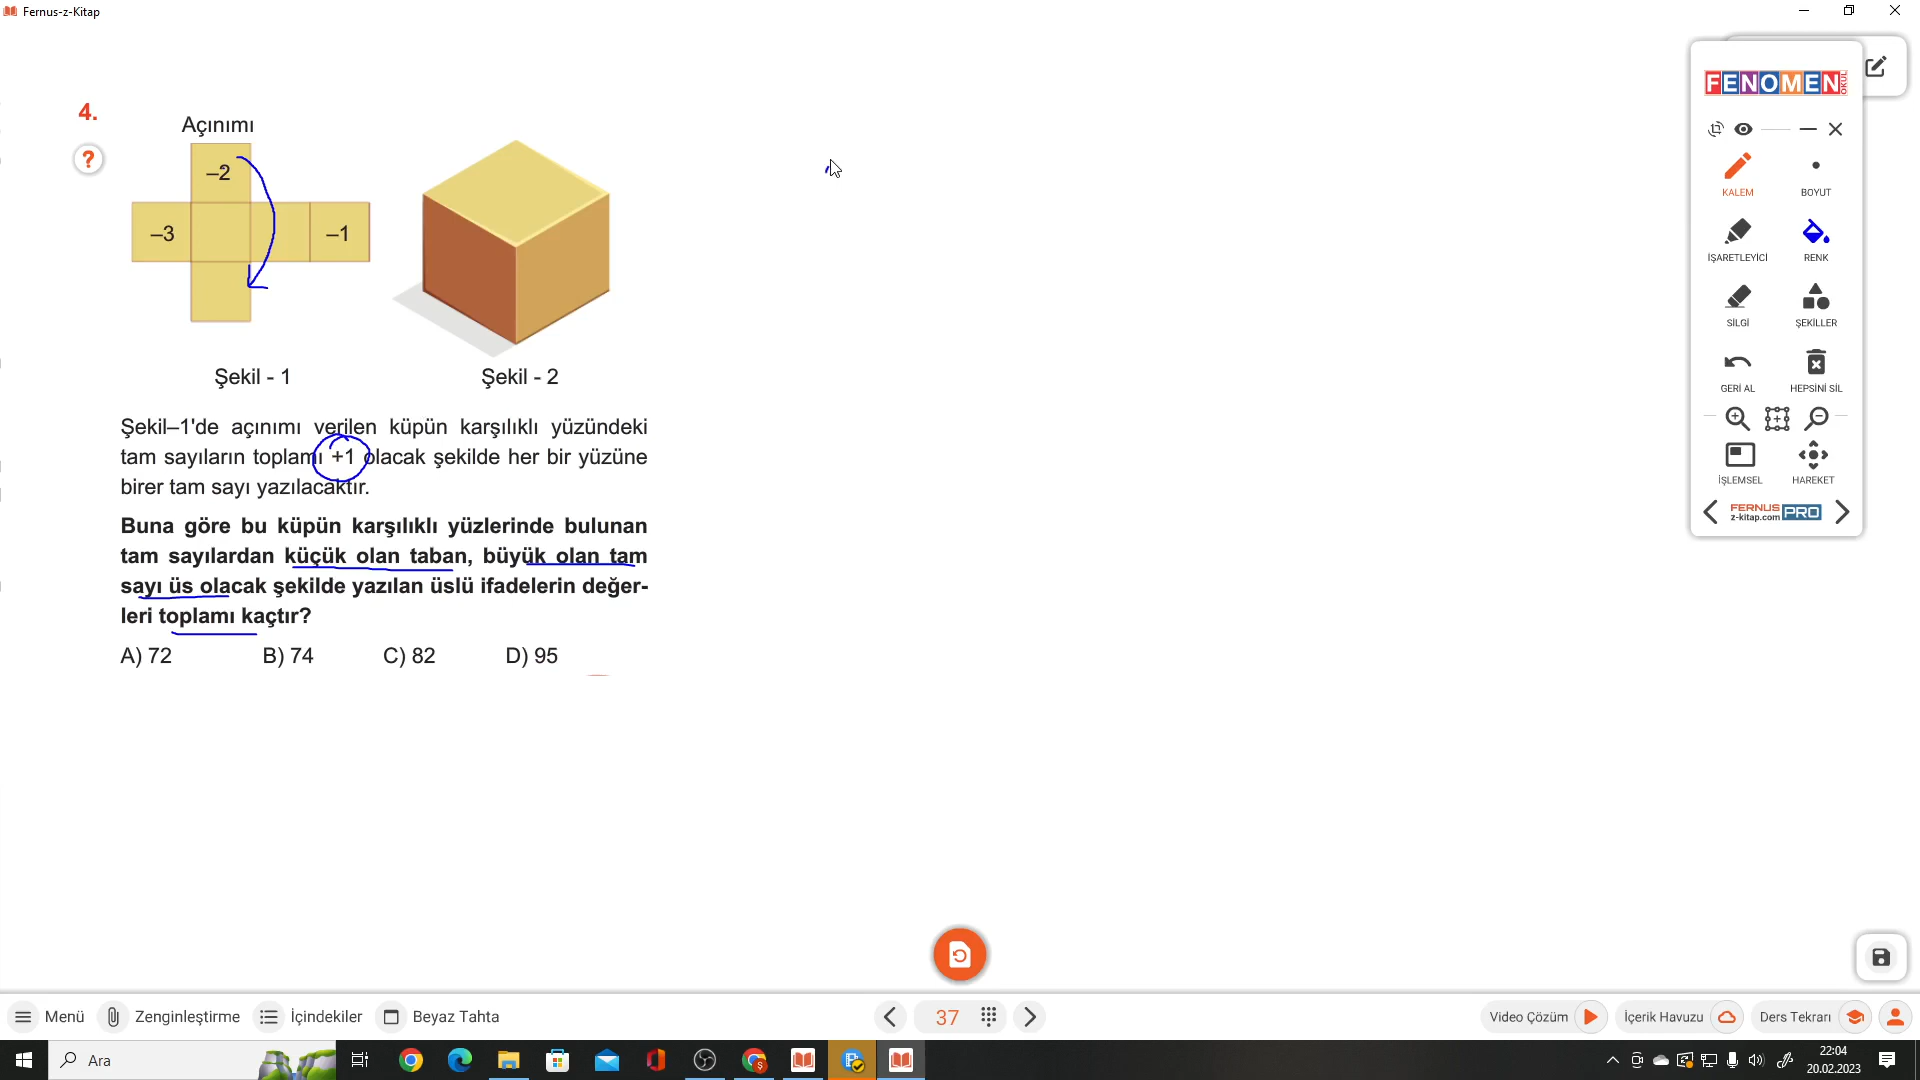 Fernus-z-Kitap
4.
?
Açınımı
–2
–3
–1
Şekil - 1
Şekil - 2
Şekil–1'de açınımı verilen küpün karşılıklı yüzündeki
tam sayıların toplamı +1 olacak şekilde her bir yüzüne
birer tam sayı yazılacaktır.
Buna göre bu küpün karşılıklı yüzlerinde bulunan
tam sayılardan küçük olan taban, büyük olan tam
sayı üs olacak şekilde yazılan üslü ifadelerin değer-
leri toplamı kaçtır?
A) 72 B) 74 C) 82 D) 95
FENOMEN OKUL
KALEM BOYUT
İŞARETLEYİCİ RENK
SİLGİ ŞEKİLLER
GERİ AL HEPSİNİ SİL
İŞLEMSEL HAREKET
FERNUS z-kitap.com PRO
Menü Zenginleştirme İçindekiler Beyaz Tahta 37 Video Çözüm İçerik Havuzu Ders Tekrarı
Ara
22:04
20.02.2023